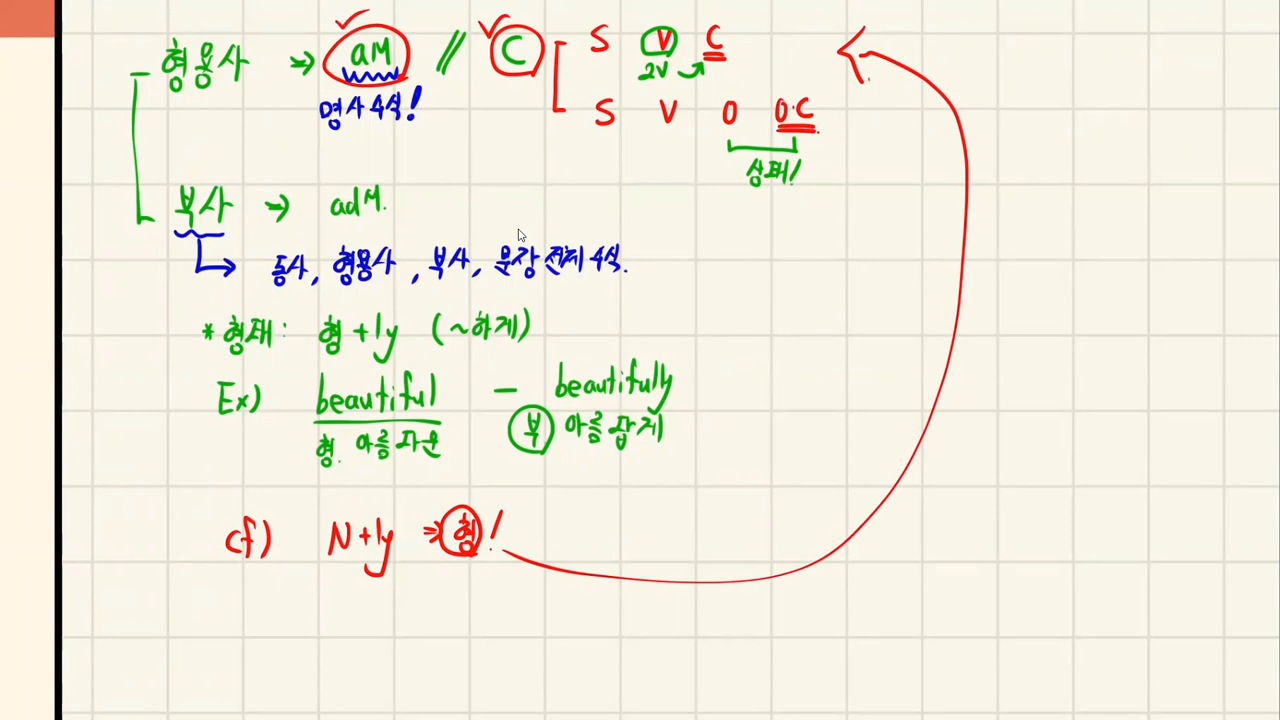 형용사 → aM // C S V C
2V
명사수식! S V O O·C
상태!
부사 → adM.
동사, 형용사, 부사, 문장전체수식.
* 형태: 형+ly (~하게)
Ex) beautiful – beautifully
형. 아름다운 부 아름답게
cf) N+ly ⇒ 형!